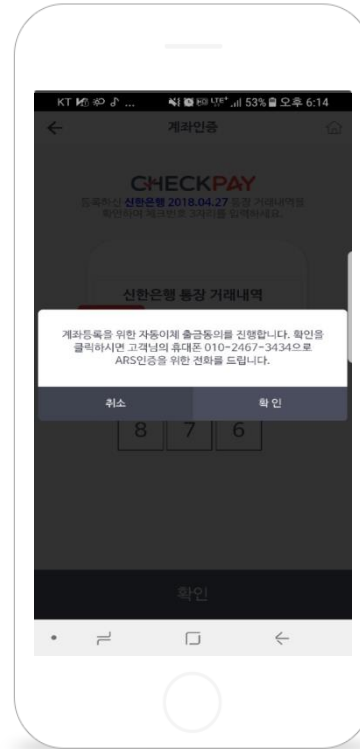 KT ... LTE+ 53% 오후 6:14
계좌인증
CHECKPAY
등록하신 신한은행 2018.04.27 통장 거래내역을
확인하여 체크번호 3자리를 입력하세요.
신한은행 통장 거래내역
계좌등록을 위한 자동이체 출금동의를 진행합니다. 확인을
클릭하시면 고객님의 휴대폰 010-2467-3434으로
ARS인증을 위한 전화를 드립니다.
취소 확인
8 7 6
확인